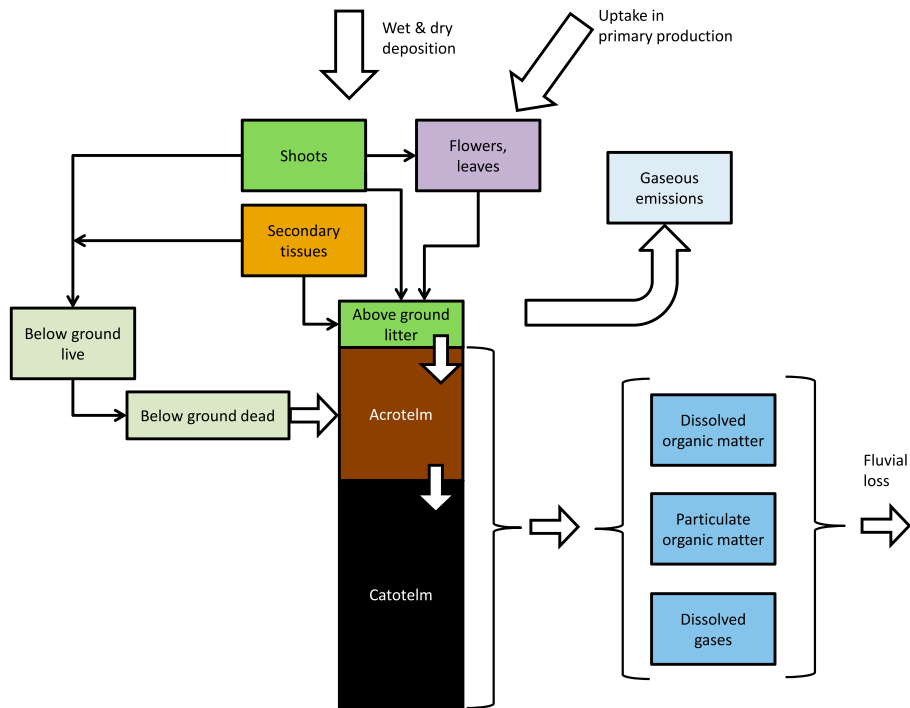 Wet & dry
deposition
Uptake in
primary production
Shoots
Flowers,
leaves
Gaseous
emissions
Secondary
tissues
Above ground
litter
Below ground
live
Below ground dead
Acrotelm
Dissolved
organic matter
Fluvial
loss
Particulate
organic matter
Catotelm
Dissolved
gases